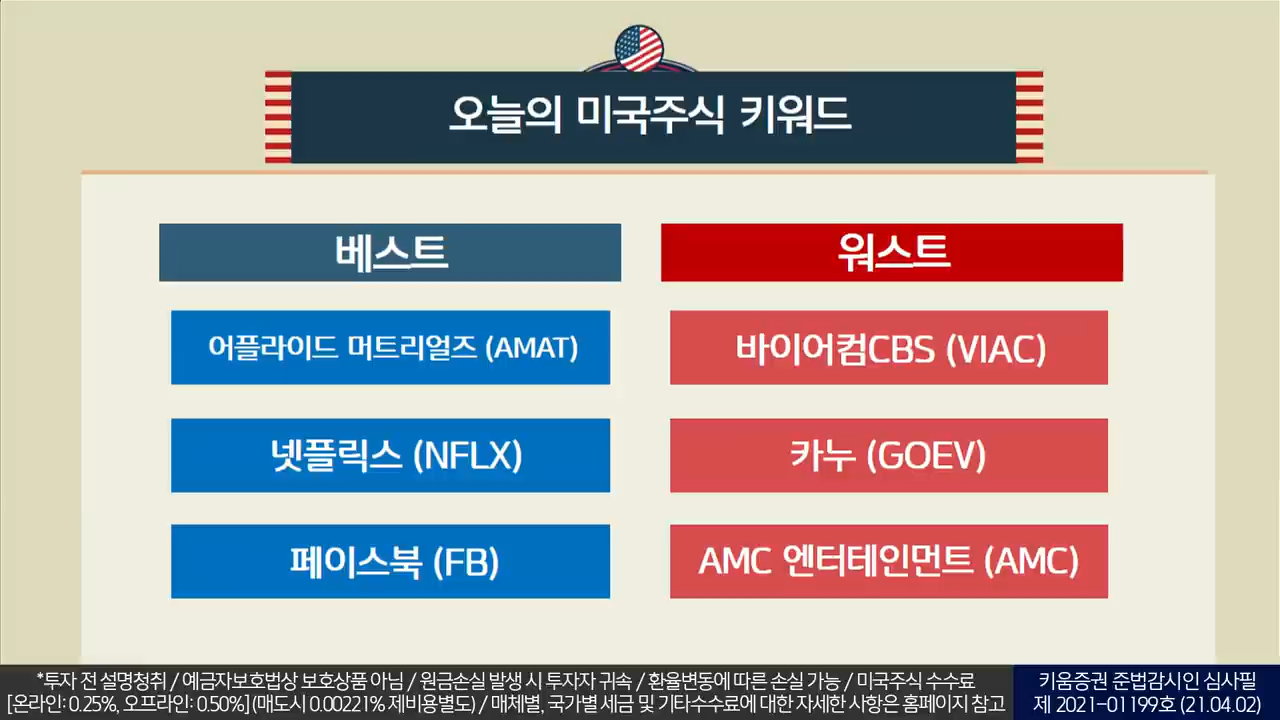 오늘의 미국주식 키워드
베스트
워스트
어플라이드 머트리얼즈 (AMAT)
바이어컴CBS (VIAC)
넷플릭스 (NFLX)
카누 (GOEV)
페이스북 (FB)
AMC 엔터테인먼트 (AMC)
*투자 전 설명청취 / 예금자보호법상 보호상품 아님 / 원금손실 발생 시 투자자 귀속 / 환율변동에 따른 손실 가능 / 미국주식 수수료
[온라인: 0.25%, 오프라인: 0.50%] (매도시 0.00221% 제비용별도) / 매체별, 국가별 세금 및 기타수수료에 대한 자세한 사항은 홈페이지 참고
키움증권 준법감시인 심사필
제 2021-01199호 (21.04.02)